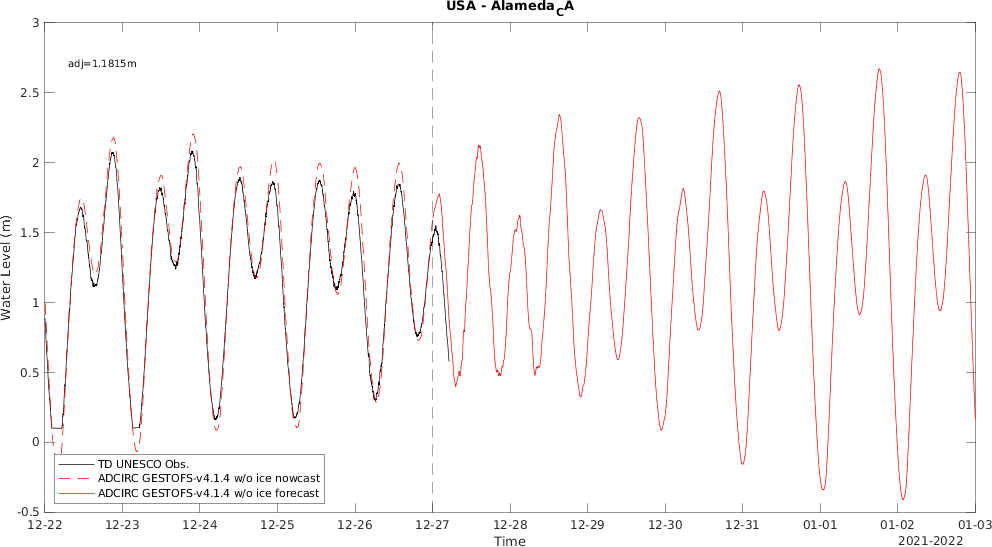 USA - Alameda_CA
3
adj=1.1815m
2.5
2
1.5
1
0.5
0
-0.5
Water Level (m)
TD UNESCO Obs.
ADCIRC GESTOFS-v4.1.4 w/o ice nowcast
ADCIRC GESTOFS-v4.1.4 w/o ice forecast
12-22 12-23 12-24 12-25 12-26 12-27 12-28 12-29 12-30 12-31 01-01 01-02 01-03
Time
2021-2022